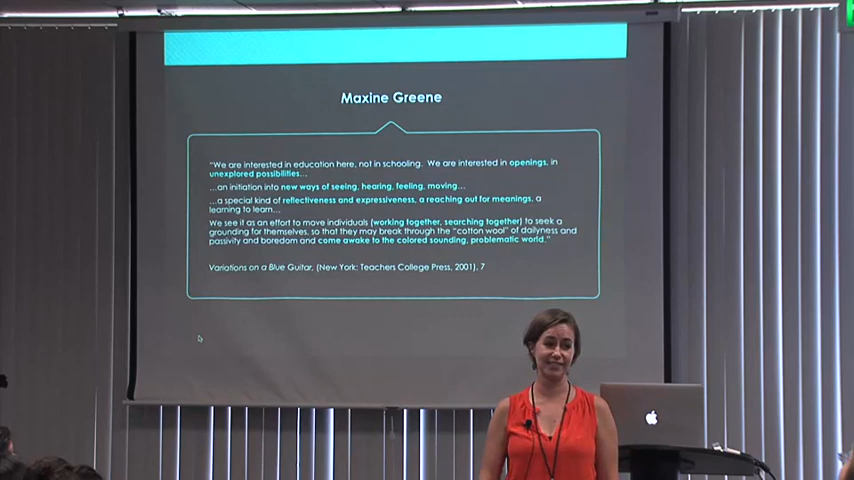 Maxine Greene
"We are interested in education here, not in schooling. We are interested in openings, in
unexplored possibilities...
...an initiation into new ways of seeing, hearing, feeling, moving...
...a special kind of reflectiveness and expressiveness, a reaching out for meanings, a
learning to learn...
We see it as an effort to move individuals (working together, searching together) to seek a
grounding for themselves, so that they may break through the "cotton wool" of dailyness and
passivity and boredom and come awake to the colored sounding, problematic world."
Variations on a Blue Guitar, (New York: Teachers College Press, 2001), 7